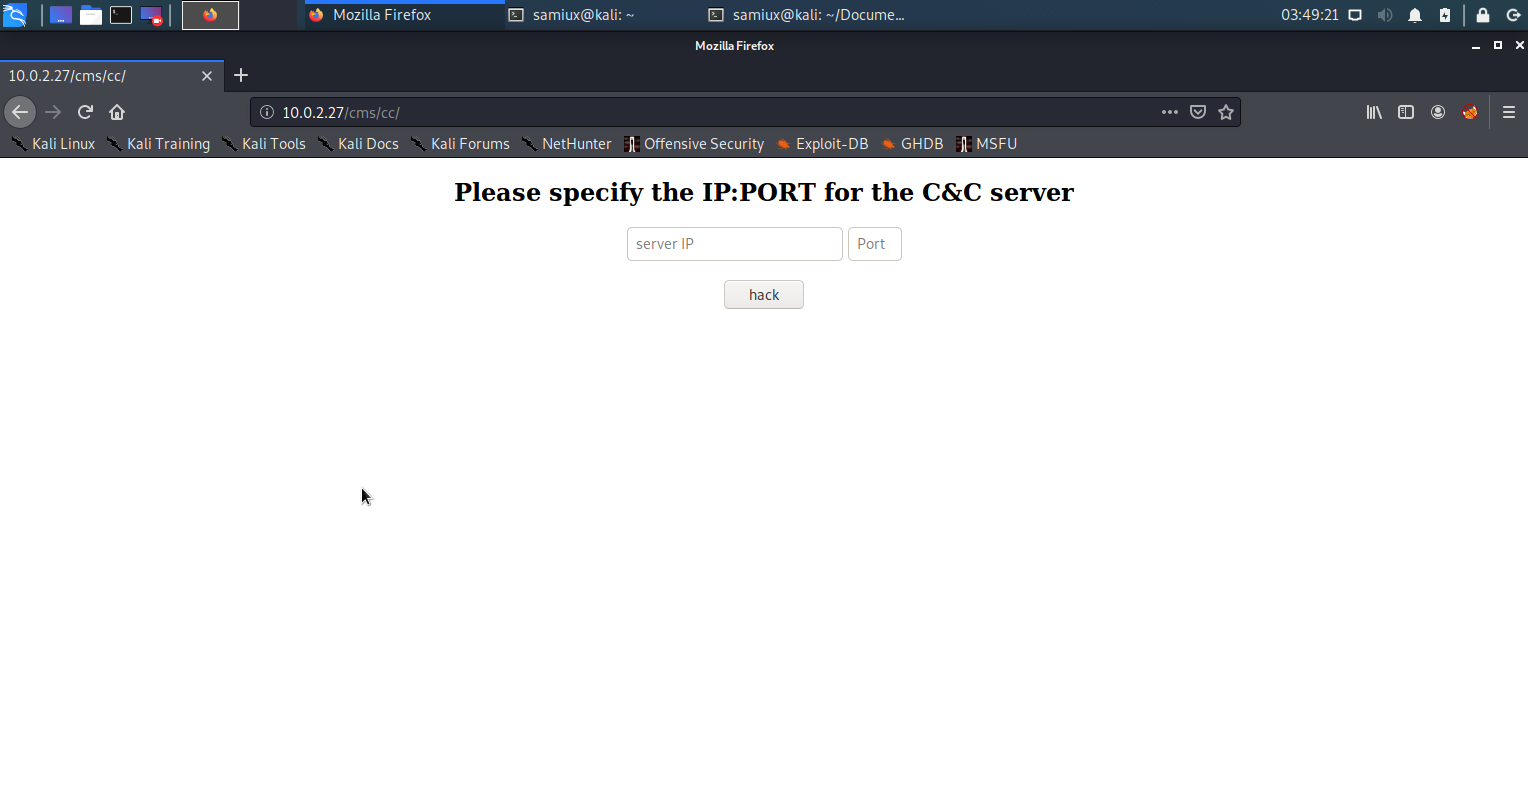 Mozilla Firefox
samiux@kali: ~
samiux@kali: ~/Docume...
03:49:21
Mozilla Firefox
10.0.2.27/cms/cc/
10.0.2.27/cms/cc/
Kali Linux Kali Training Kali Tools Kali Docs Kali Forums NetHunter Offensive Security Exploit-DB GHDB MSFU
Please specify the IP:PORT for the C&C server
server IP Port
hack